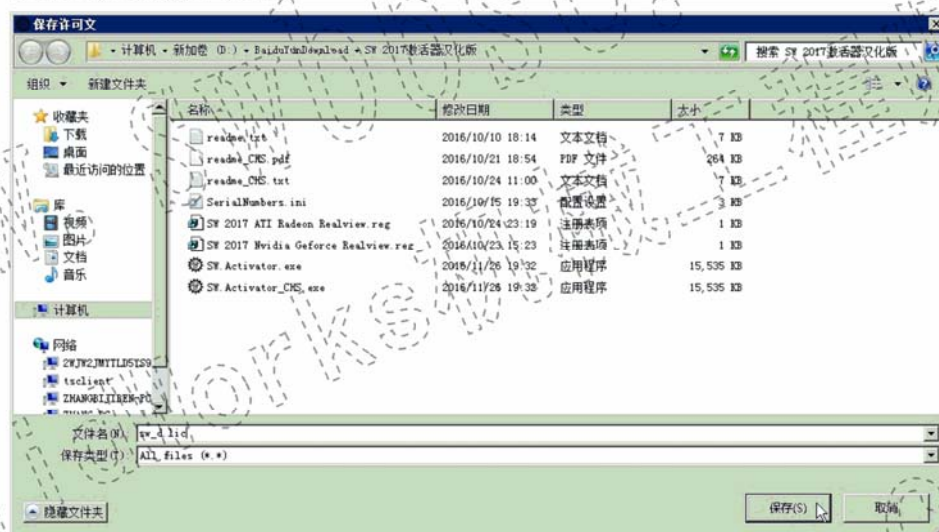 保存许可文
计算机 ▸ 新加卷 (D:) ▸ BaiduYunDownload ▸ SW 2017激活器汉化版
搜索 SW 2017激活器汉化版
组织 新建文件夹
收藏夹
下载
桌面
最近访问的位置
库
视频
图片
文档
音乐
计算机
网络
2WJW2JMYTLD5YS9
tsclient
ZHANGBIJIBEN-PC
名称 修改日期 类型 大小
readme.txt 2016/10/10 18:14 文本文档 7 KB
readme_CHS.pdf 2016/10/21 18:54 PDF 文件 264 KB
readme_CHS.txt 2016/10/24 11:00 文本文档 7 KB
SerialNumbers.ini 2016/10/15 19:33 配置设置 3 KB
SW 2017 ATI Radeon Realview.reg 2016/10/24 23:19 注册表项 1 KB
SW 2017 Nvidia Geforce Realview.reg 2016/10/23 15:23 注册表项 1 KB
SW.Activator.exe 2016/11/26 19:32 应用程序 15,535 KB
SW.Activator_CHS.exe 2016/11/26 19:32 应用程序 15,535 KB
文件名(N): sw_d.lic
保存类型(T): All files (*.*)
隐藏文件夹 保存(S) 取消